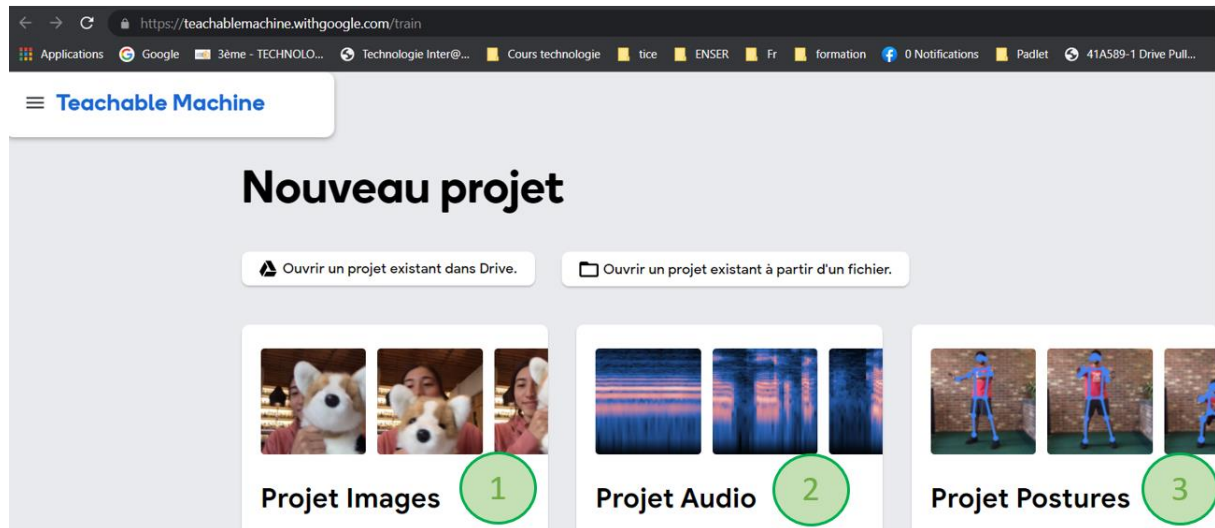 https://teachablemachine.withgoogle.com/train
Applications Google 3ème - TECHNOLO... Technologie Inter@... Cours technologie tice ENSER Fr formation 0 Notifications Padlet 41A589-1 Drive Pull...
Teachable Machine
Nouveau projet
Ouvrir un projet existant dans Drive. Ouvrir un projet existant à partir d'un fichier.
Projet Images 1 Projet Audio 2 Projet Postures 3